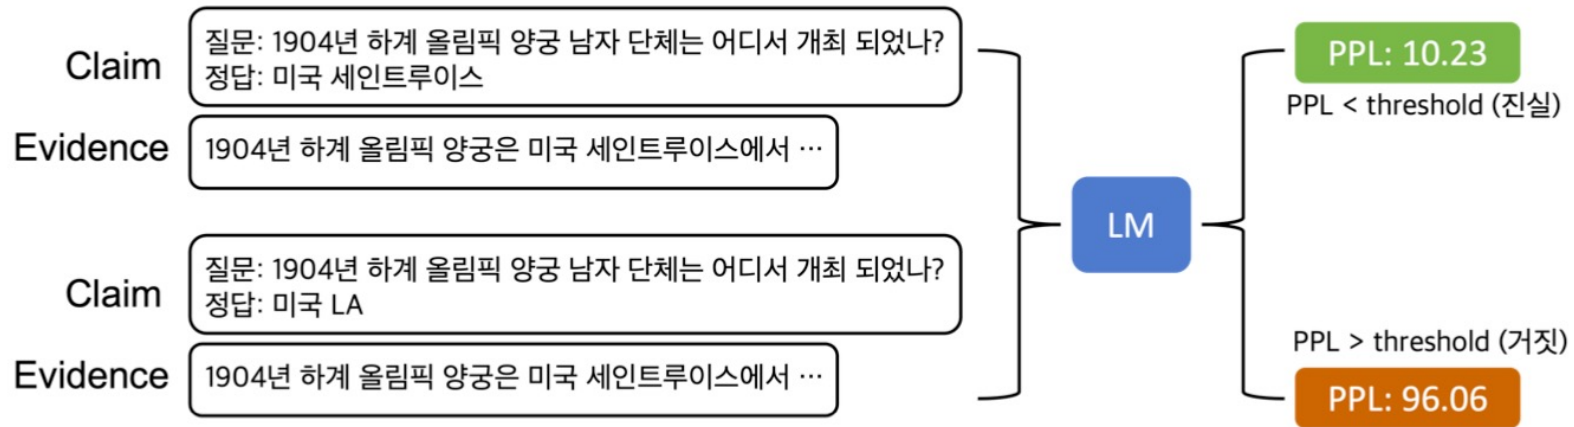 Claim
질문: 1904년 하계 올림픽 양궁 남자 단체는 어디서 개최 되었나?
정답: 미국 세인트루이스
Evidence
1904년 하계 올림픽 양궁은 미국 세인트루이스에서 ⋯
Claim
질문: 1904년 하계 올림픽 양궁 남자 단체는 어디서 개최 되었나?
정답: 미국 LA
Evidence
1904년 하계 올림픽 양궁은 미국 세인트루이스에서 ⋯
LM
PPL: 10.23
PPL < threshold (진실)
PPL > threshold (거짓)
PPL: 96.06